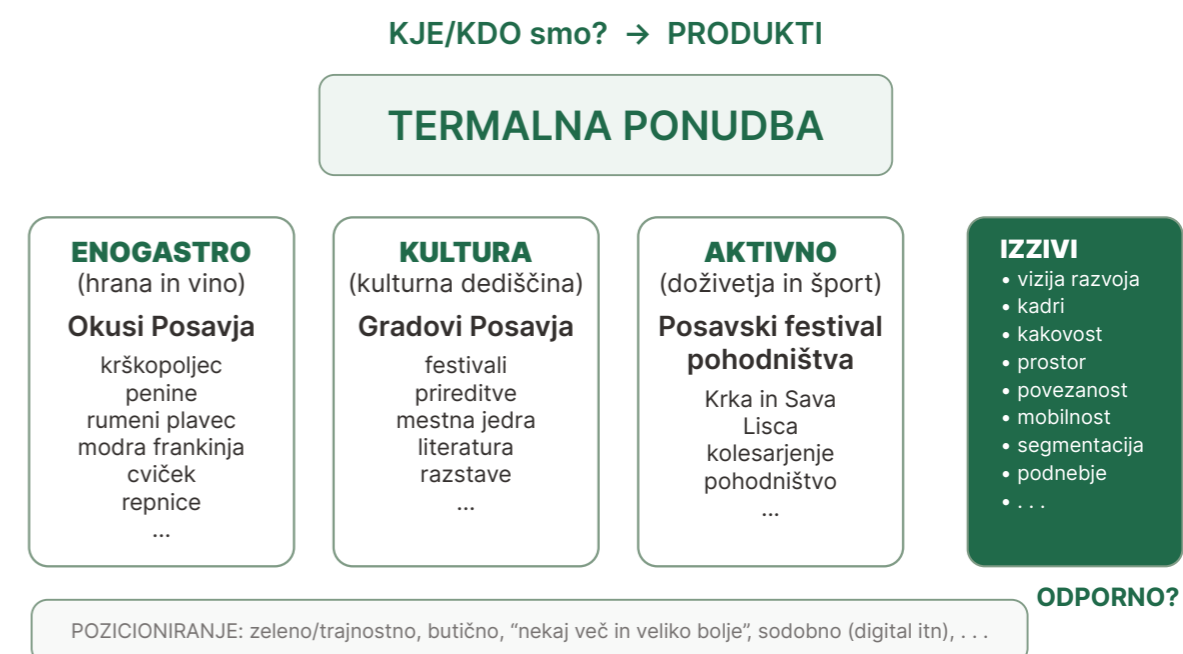 KJE/KDO smo? → PRODUKTI
TERMALNA PONUDBA
ENOGASTRO
(hrana in vino)
Okusi Posavja
krškopoljec
penine
rumeni plavec
modra frankinja
cviček
repnice
...
KULTURA
(kulturna dediščina)
Gradovi Posavja
festivali
prireditve
mestna jedra
literatura
razstave
...
AKTIVNO
(doživetja in šport)
Posavski festival
pohodništva
Krka in Sava
Lisca
kolesarjenje
pohodništvo
...
IZZIVI
• vizija razvoja
• kadri
• kakovost
• prostor
• povezanost
• mobilnost
• segmentacija
• podnebje
• . . .
ODPORNO?
POZICIONIRANJE: zeleno/trajnostno, butično, “nekaj več in veliko bolje”, sodobno (digital itn), . . .